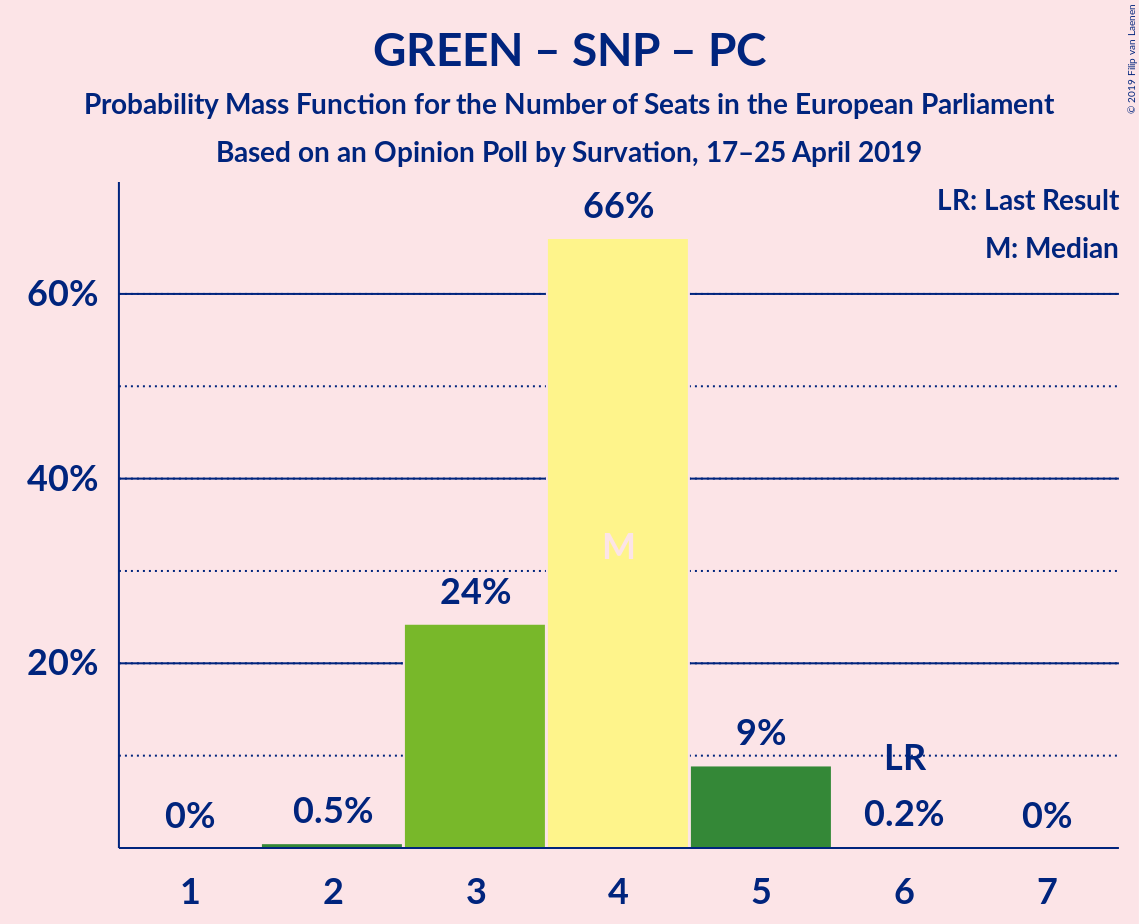 GREEN – SNP – PC
Probability Mass Function for the Number of Seats in the European Parliament
Based on an Opinion Poll by Survation, 17–25 April 2019
© 2019 Filip van Laenen
LR: Last Result
M: Median
60%
40%
20%
0%
0.5%
24%
66%
M
9%
LR
0.2%
0%
1 2 3 4 5 6 7